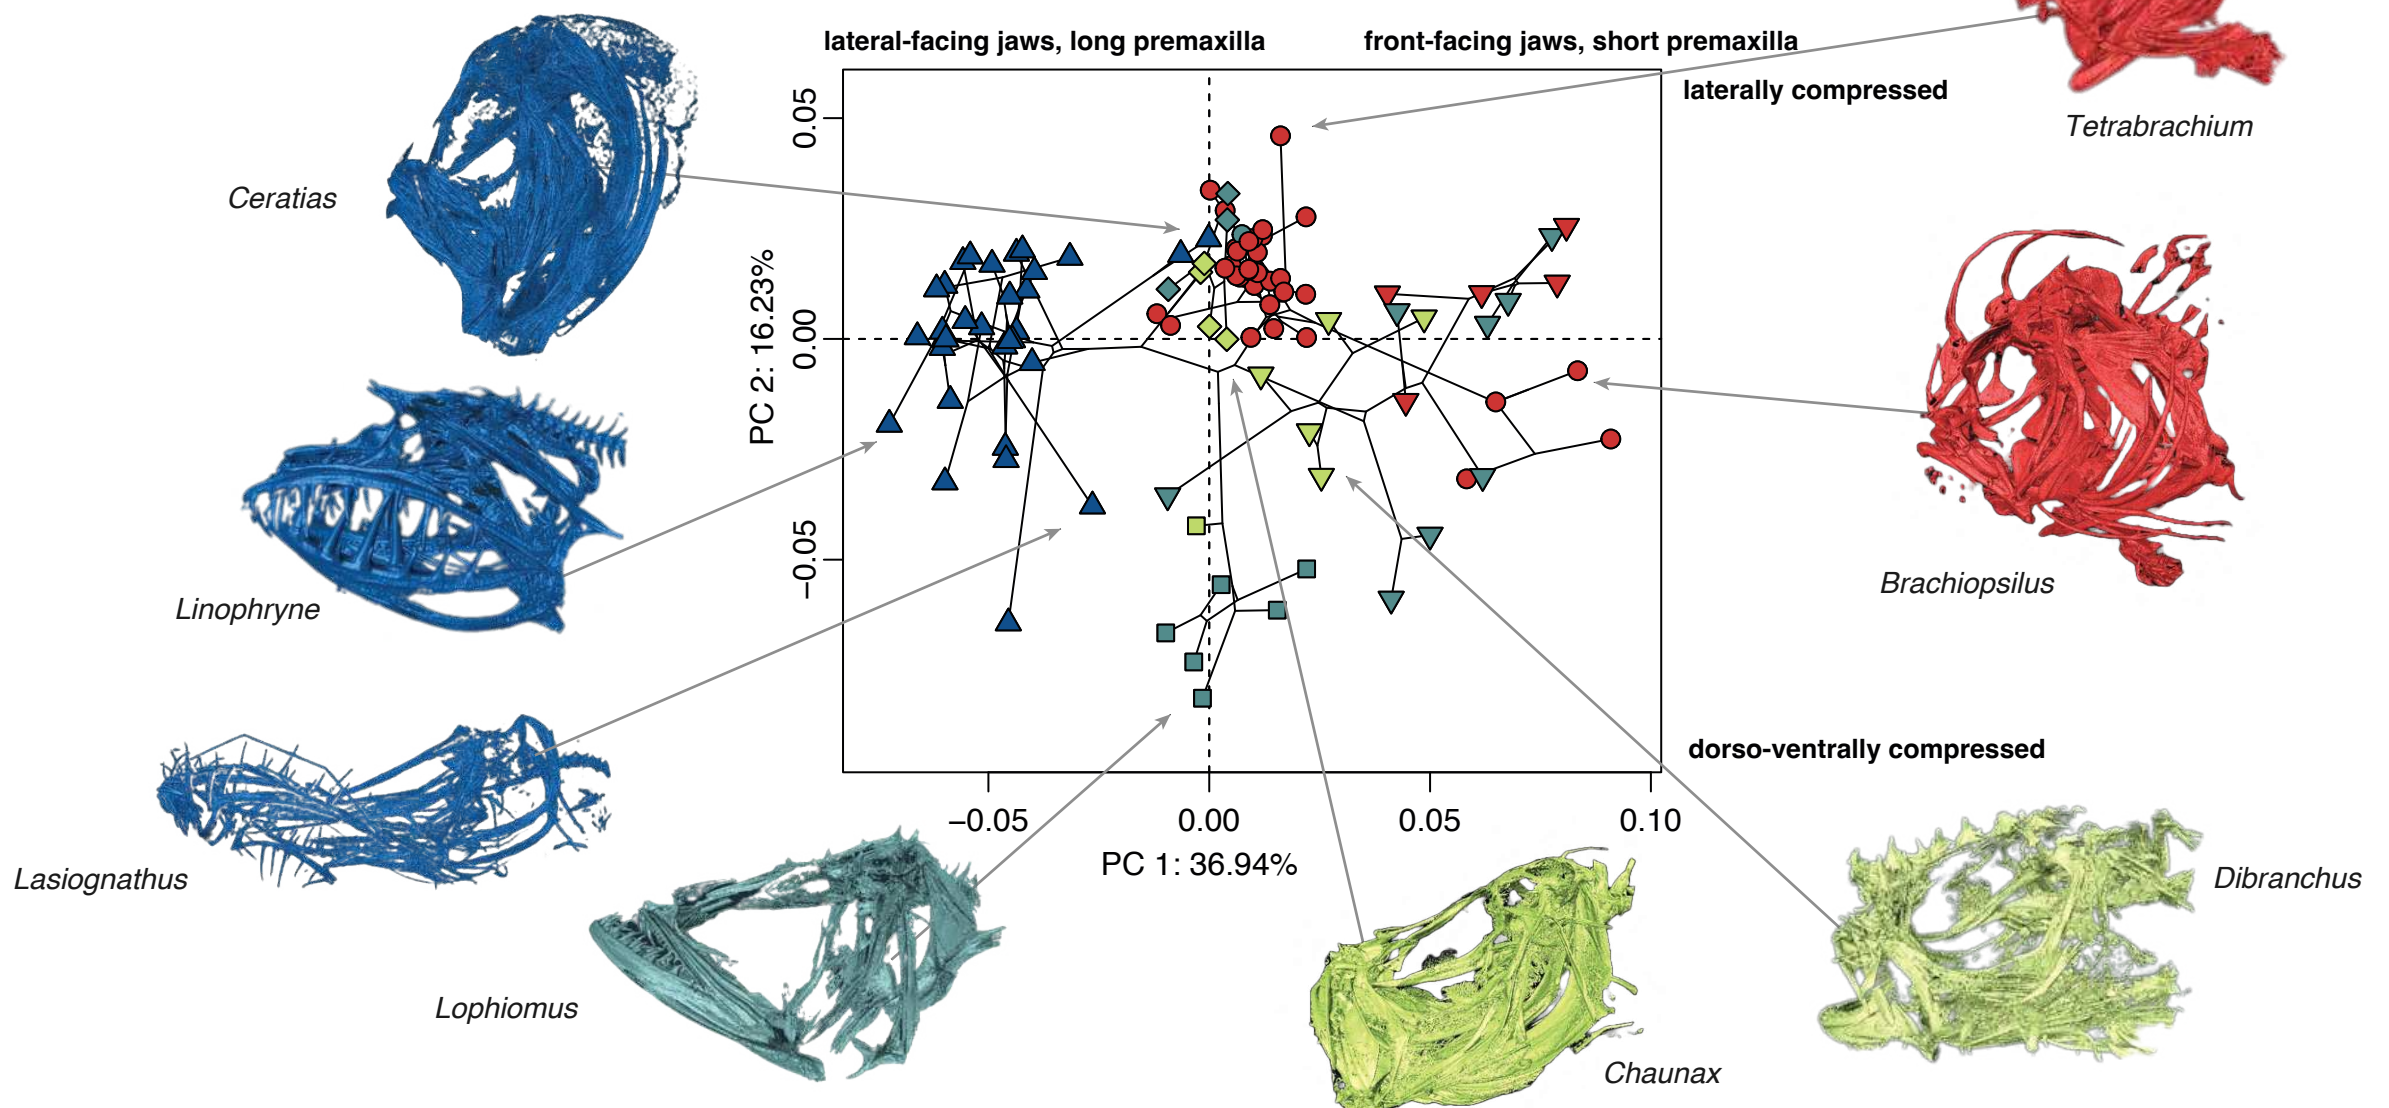 lateral-facing jaws, long premaxilla
front-facing jaws, short premaxilla
laterally compressed
Tetrabrachium
Ceratias
0.05
0.00
−0.05
PC 2: 16.23%
Brachiopsilus
Linophryne
dorso-ventrally compressed
−0.05
0.00
0.05
0.10
PC 1: 36.94%
Lasiognathus
Dibranchus
Lophiomus
Chaunax